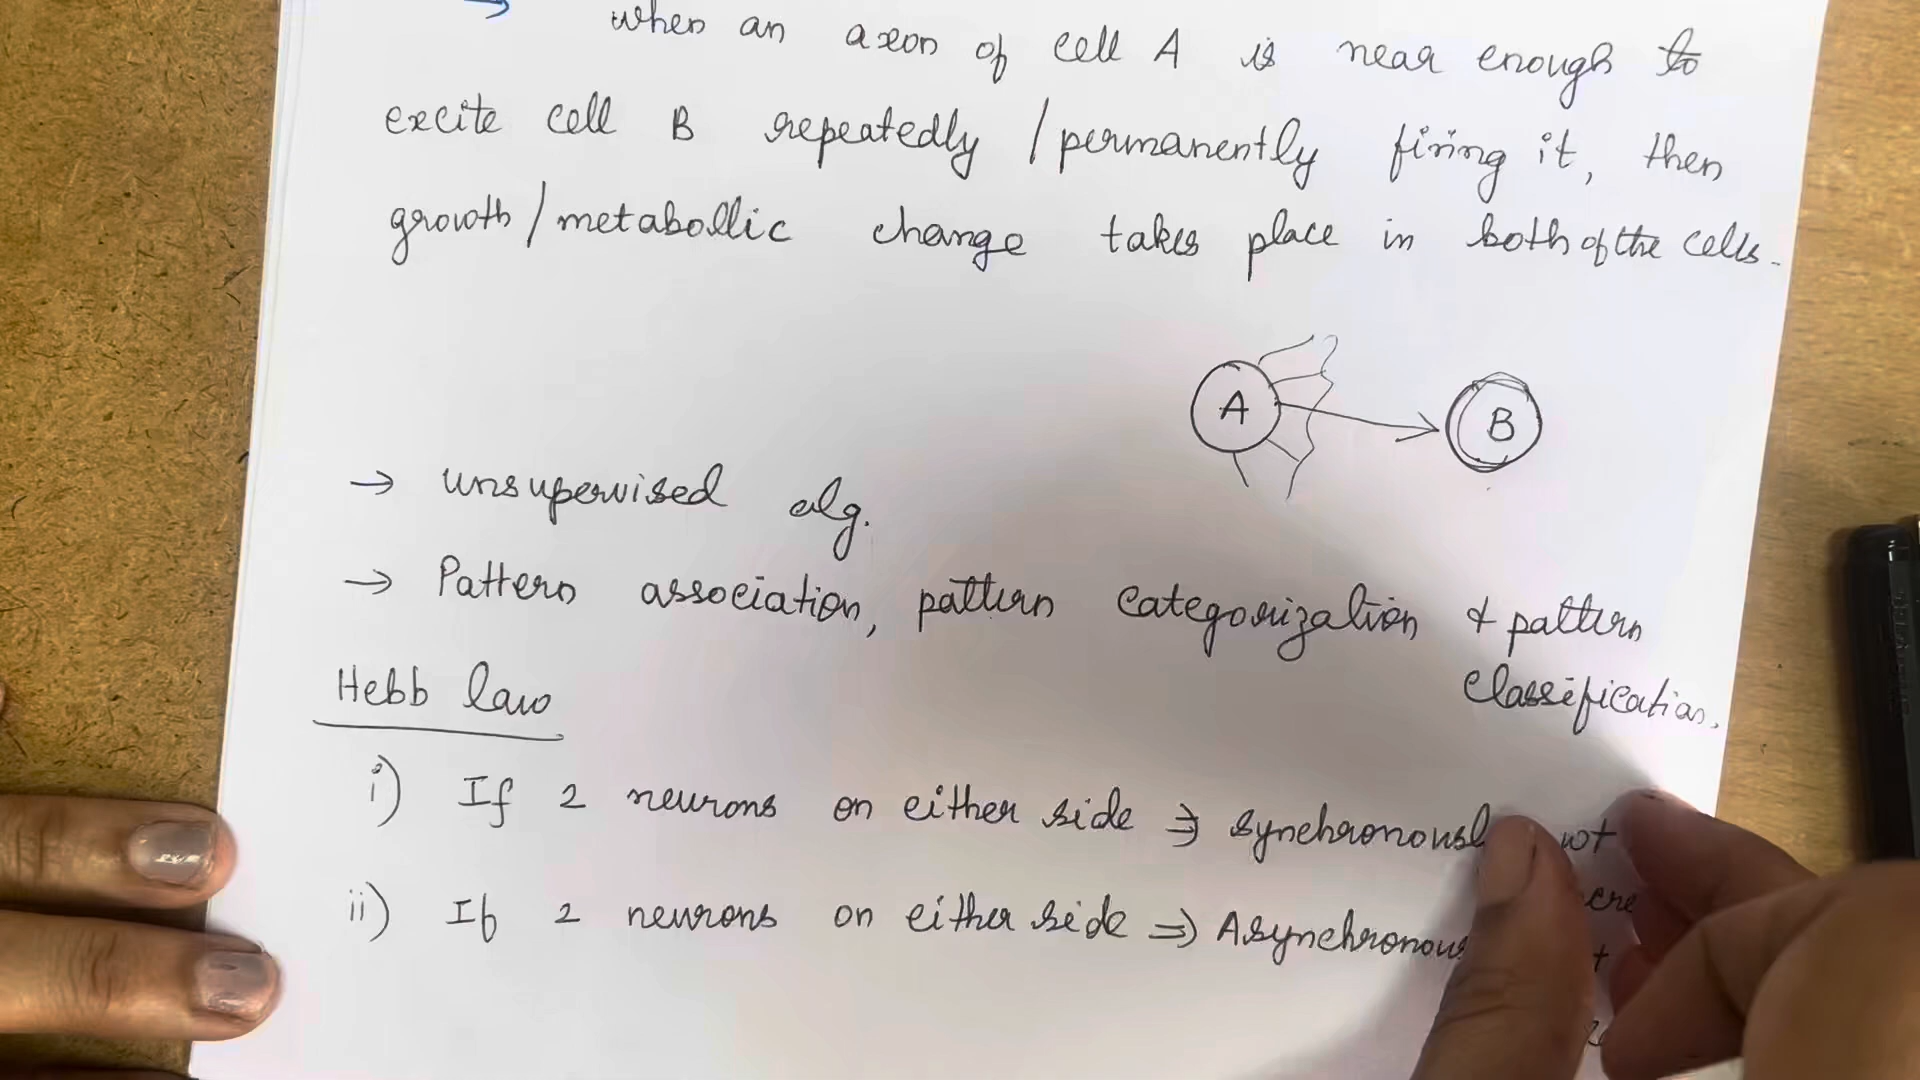 → when an axon of cell A is near enough to
excite cell B repeatedly / permanently firing it, then
growth / metabollic change takes place in both of the cells.
A → B
→ unsupervised alg.
→ Pattern association, pattern categorization & pattern
classification.
Hebb law
i) If 2 neurons on either side ⇒ synchronousl wt
ii) If 2 neurons on either side ⇒ Asynchronous